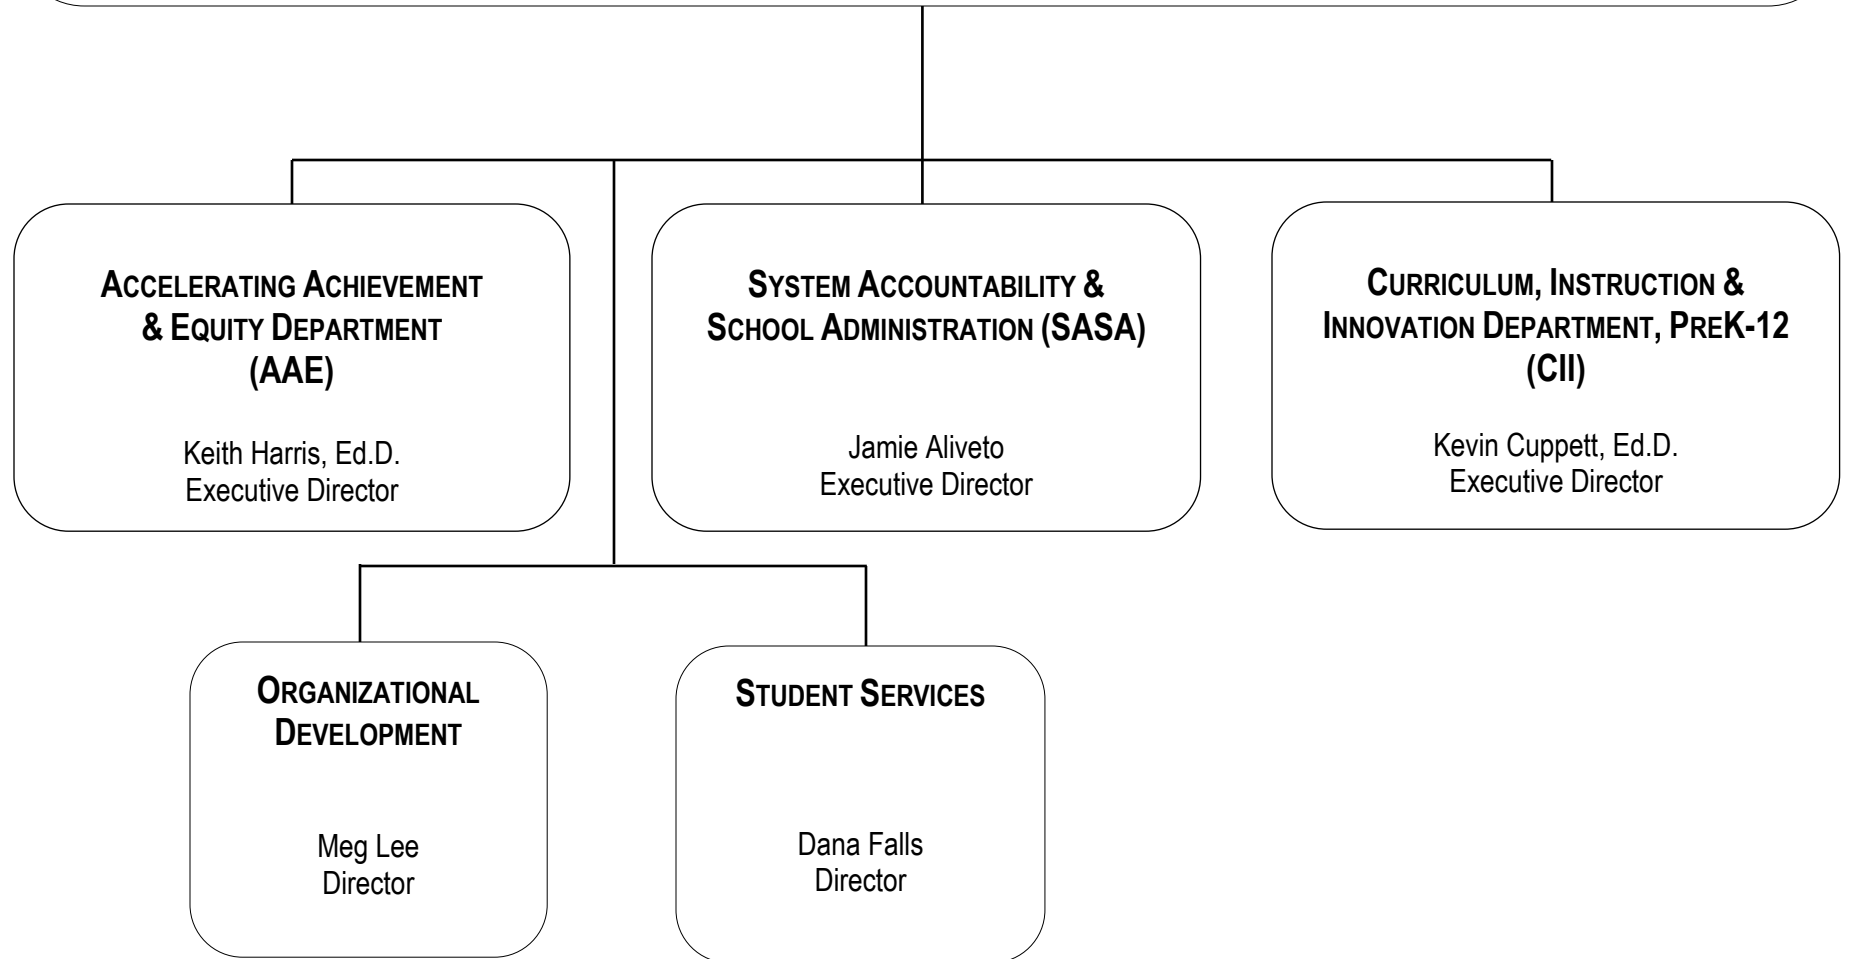 ACCELERATING ACHIEVEMENT
& EQUITY DEPARTMENT
(AAE)
Keith Harris, Ed.D.
Executive Director
SYSTEM ACCOUNTABILITY &
SCHOOL ADMINISTRATION (SASA)
Jamie Aliveto
Executive Director
CURRICULUM, INSTRUCTION &
INNOVATION DEPARTMENT, PREK-12
(CII)
Kevin Cuppett, Ed.D.
Executive Director
ORGANIZATIONAL
DEVELOPMENT
Meg Lee
Director
STUDENT SERVICES
Dana Falls
Director